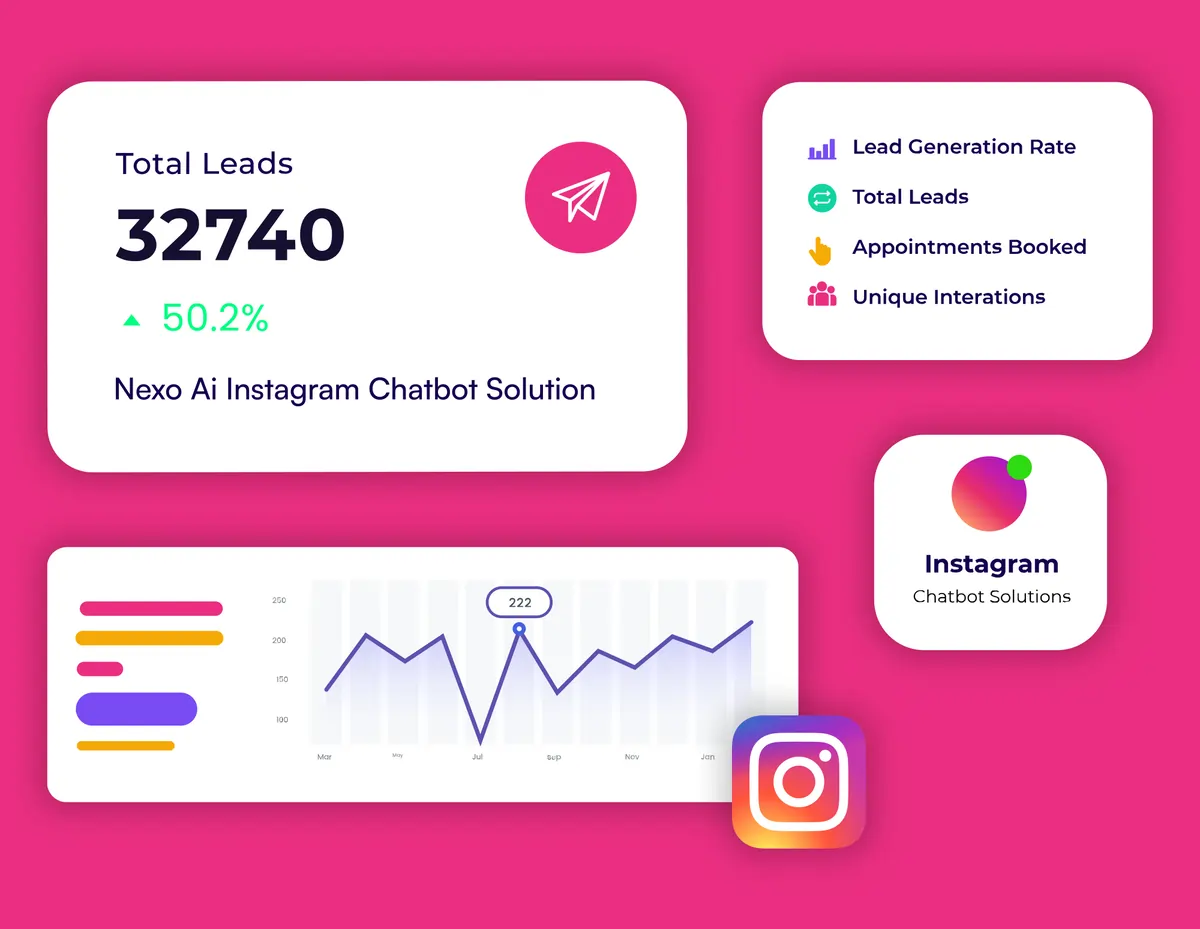 Total Leads
32740
50.2%
Nexo Ai Instagram Chatbot Solution
Lead Generation Rate
Total Leads
Appointments Booked
Unique Interations
Instagram
Chatbot Solutions
222
250
200
150
100
Mar
May
Jul
Sup
Nov
Jan